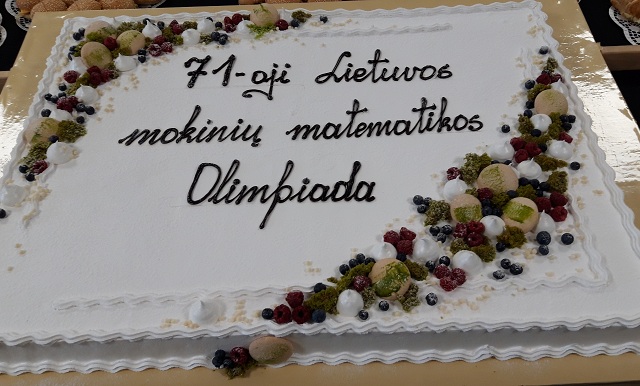 71-oji Lietuvos
mokinių matematikos
Olimpiada